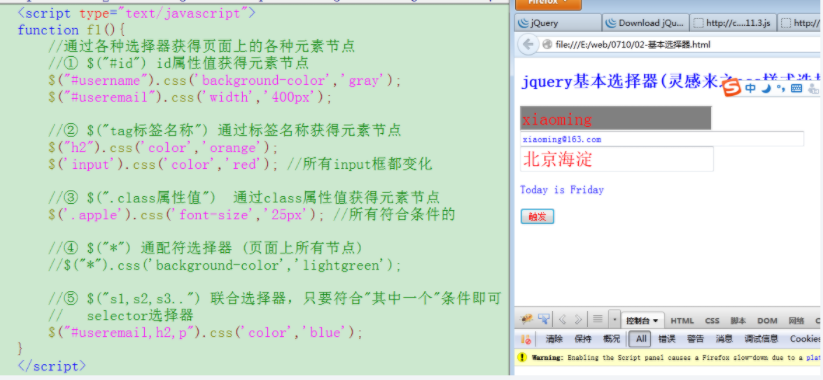 <script type="text/javascript">
function f1(){
//通过各种选择器获得页面上的各种元素节点
//① $("#id") id属性值获得元素节点
$("#username").css('background-color','gray');
$("#useremail").css('width','400px');
//② $("tag标签名称") 通过标签名称获得元素节点
$("h2").css('color','orange');
$('input').css('color','red'); //所有input框都变化
//③ $(".class属性值") 通过class属性值获得元素节点
$('.apple').css('font-size','25px'); //所有符合条件的
//④ $("*") 通配符选择器 (页面上所有节点)
//$("*").css('background-color','lightgreen');
//⑤ $("s1,s2,s3..") 联合选择器，只要符合"其中一个"条件即可
// selector选择器
$("#useremail,h2,p").css('color','blue');
}
</script>
Firefox
jQuery
Download jQu...
http://c....11.3.js
http://
file:///E:/web/0710/02-基本选择器.html
jquery基本选择器(灵感来
中
xiaoming
xiaoming@163.com
北京海淀
Today is Friday
触发
控制台
HTML
CSS
脚本
DOM
网络
清除
保持
概况
All
错误
警告
消息
调试信息
Cookies
Warning: Enabling the Script panel causes a Firefox slow-down due to a plat